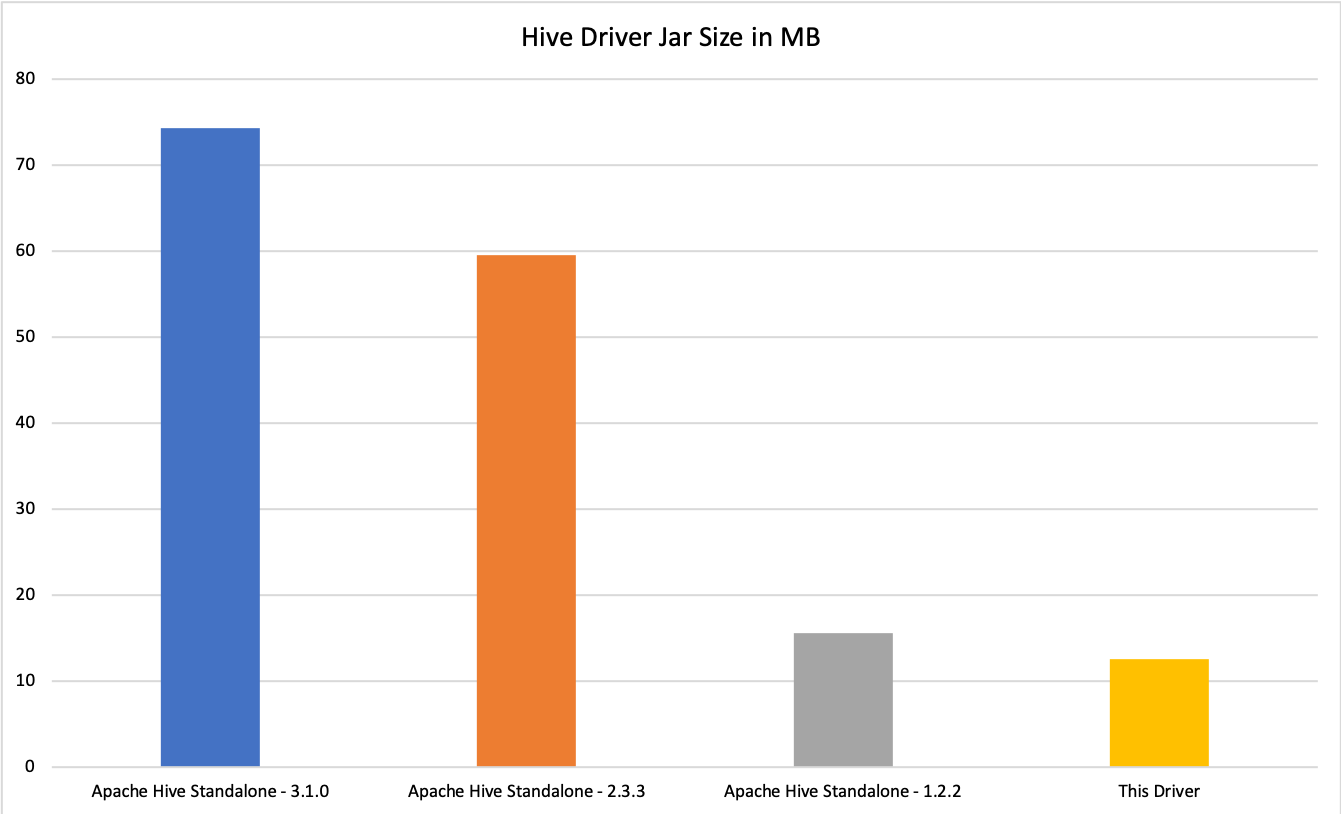 Hive Driver Jar Size in MB
80
70
60
50
40
30
20
10
0
Apache Hive Standalone - 3.1.0
Apache Hive Standalone - 2.3.3
Apache Hive Standalone - 1.2.2
This Driver